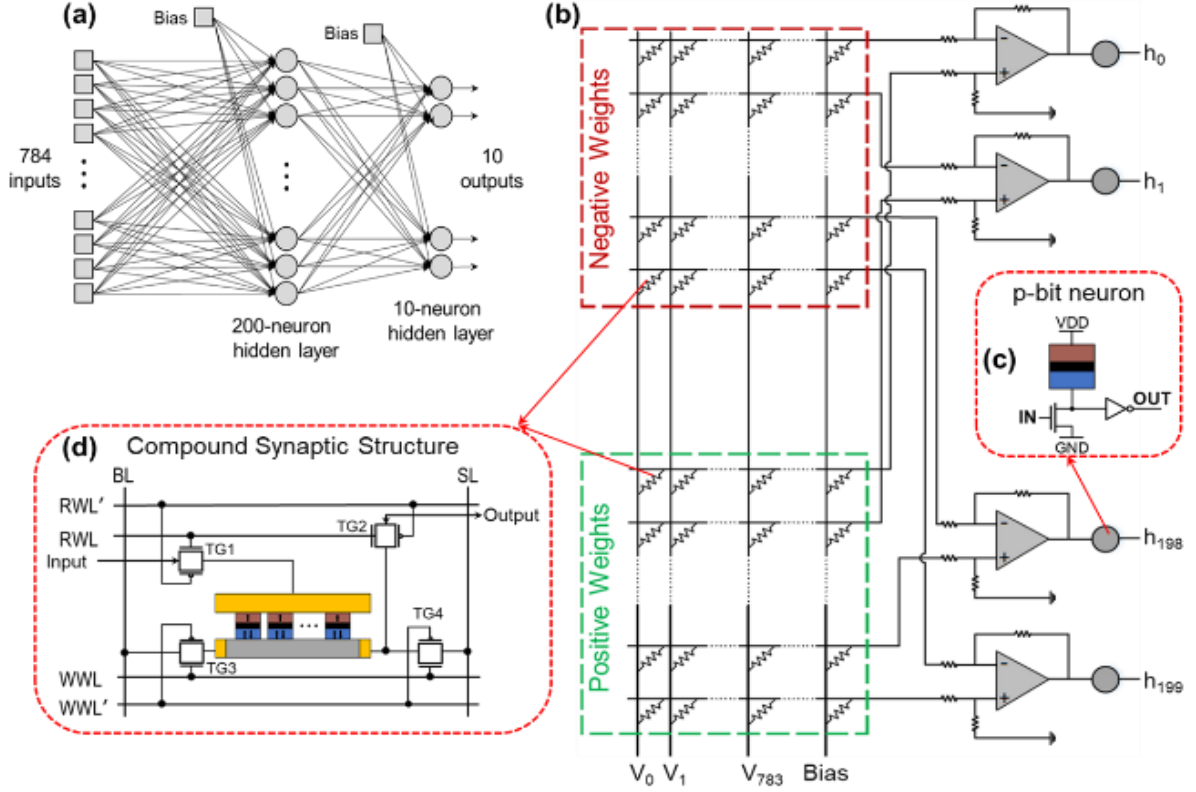 (a)
Bias
Bias
784
inputs
10
outputs
200-neuron
hidden layer
10-neuron
hidden layer
(b)
Negative Weights
Positive Weights
V0
V1
V783
Bias
h0
h1
h198
h199
p-bit neuron
(c)
VDD
IN
OUT
GND
(d)
Compound Synaptic Structure
BL
SL
RWL′
RWL
Input
TG1
TG2
Output
TG3
TG4
WWL
WWL′